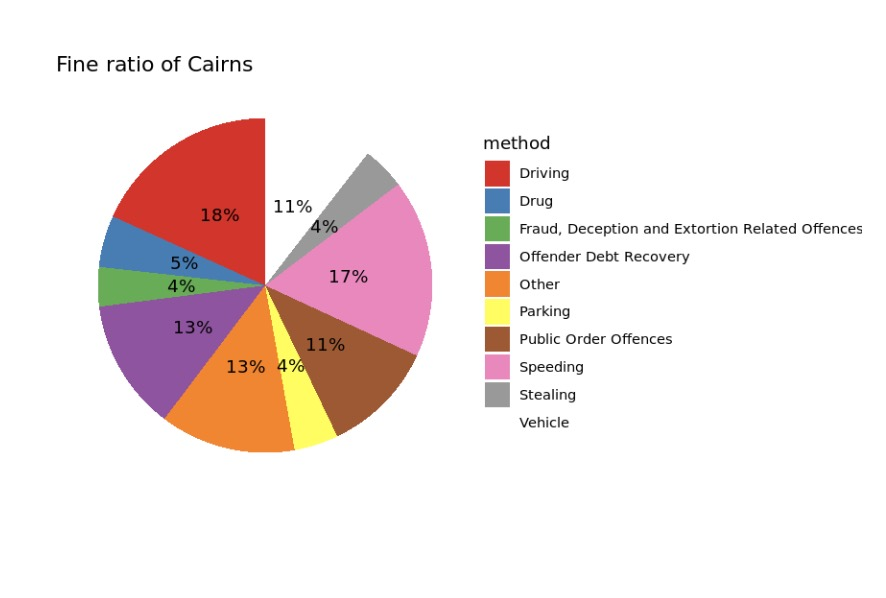 Fine ratio of Cairns
method
Driving
Drug
Fraud, Deception and Extortion Related Offences
Offender Debt Recovery
Other
Parking
Public Order Offences
Speeding
Stealing
Vehicle
11%
4%
18%
5%
17%
4%
13%
11%
13%
4%